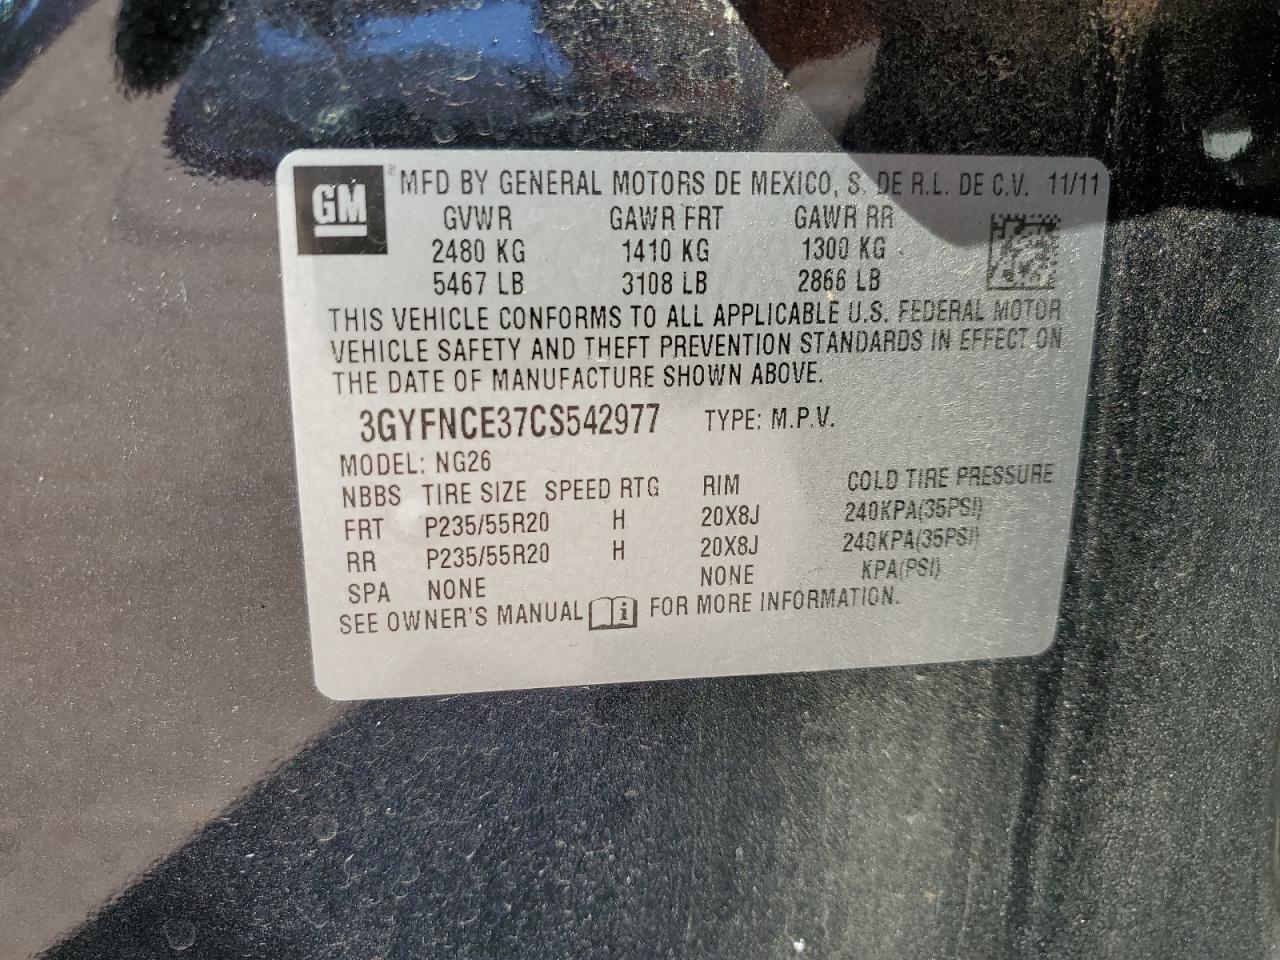 GM ® MFD BY GENERAL MOTORS DE MEXICO, S. DE R.L. DE C.V. 11/11
GVWR GAWR FRT GAWR RR
2480 KG 1410 KG 1300 KG
5467 LB 3108 LB 2866 LB
THIS VEHICLE CONFORMS TO ALL APPLICABLE U.S. FEDERAL MOTOR
VEHICLE SAFETY AND THEFT PREVENTION STANDARDS IN EFFECT ON
THE DATE OF MANUFACTURE SHOWN ABOVE.
3GYFNCE37CS542977 TYPE: M.P.V.
MODEL: NG26
NBBS TIRE SIZE SPEED RTG RIM COLD TIRE PRESSURE
FRT P235/55R20 H 20X8J 240KPA(35PSI)
RR P235/55R20 H 20X8J 240KPA(35PSI)
SPA NONE NONE KPA(PSI)
SEE OWNER'S MANUAL i FOR MORE INFORMATION.